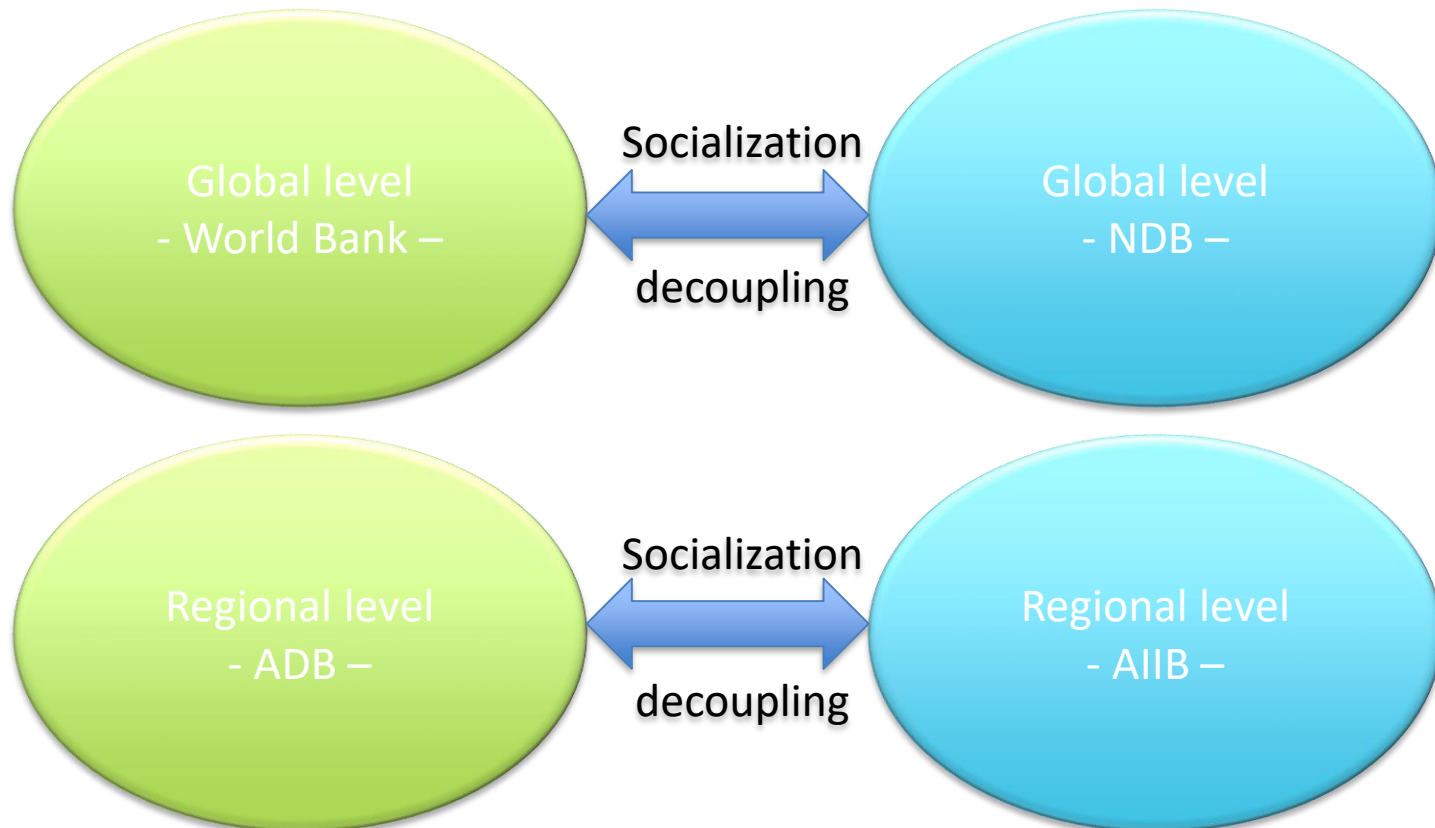 Global level
- World Bank –
Socialization
decoupling
Global level
- NDB –
Regional level
- ADB –
Socialization
decoupling
Regional level
- AIIB –